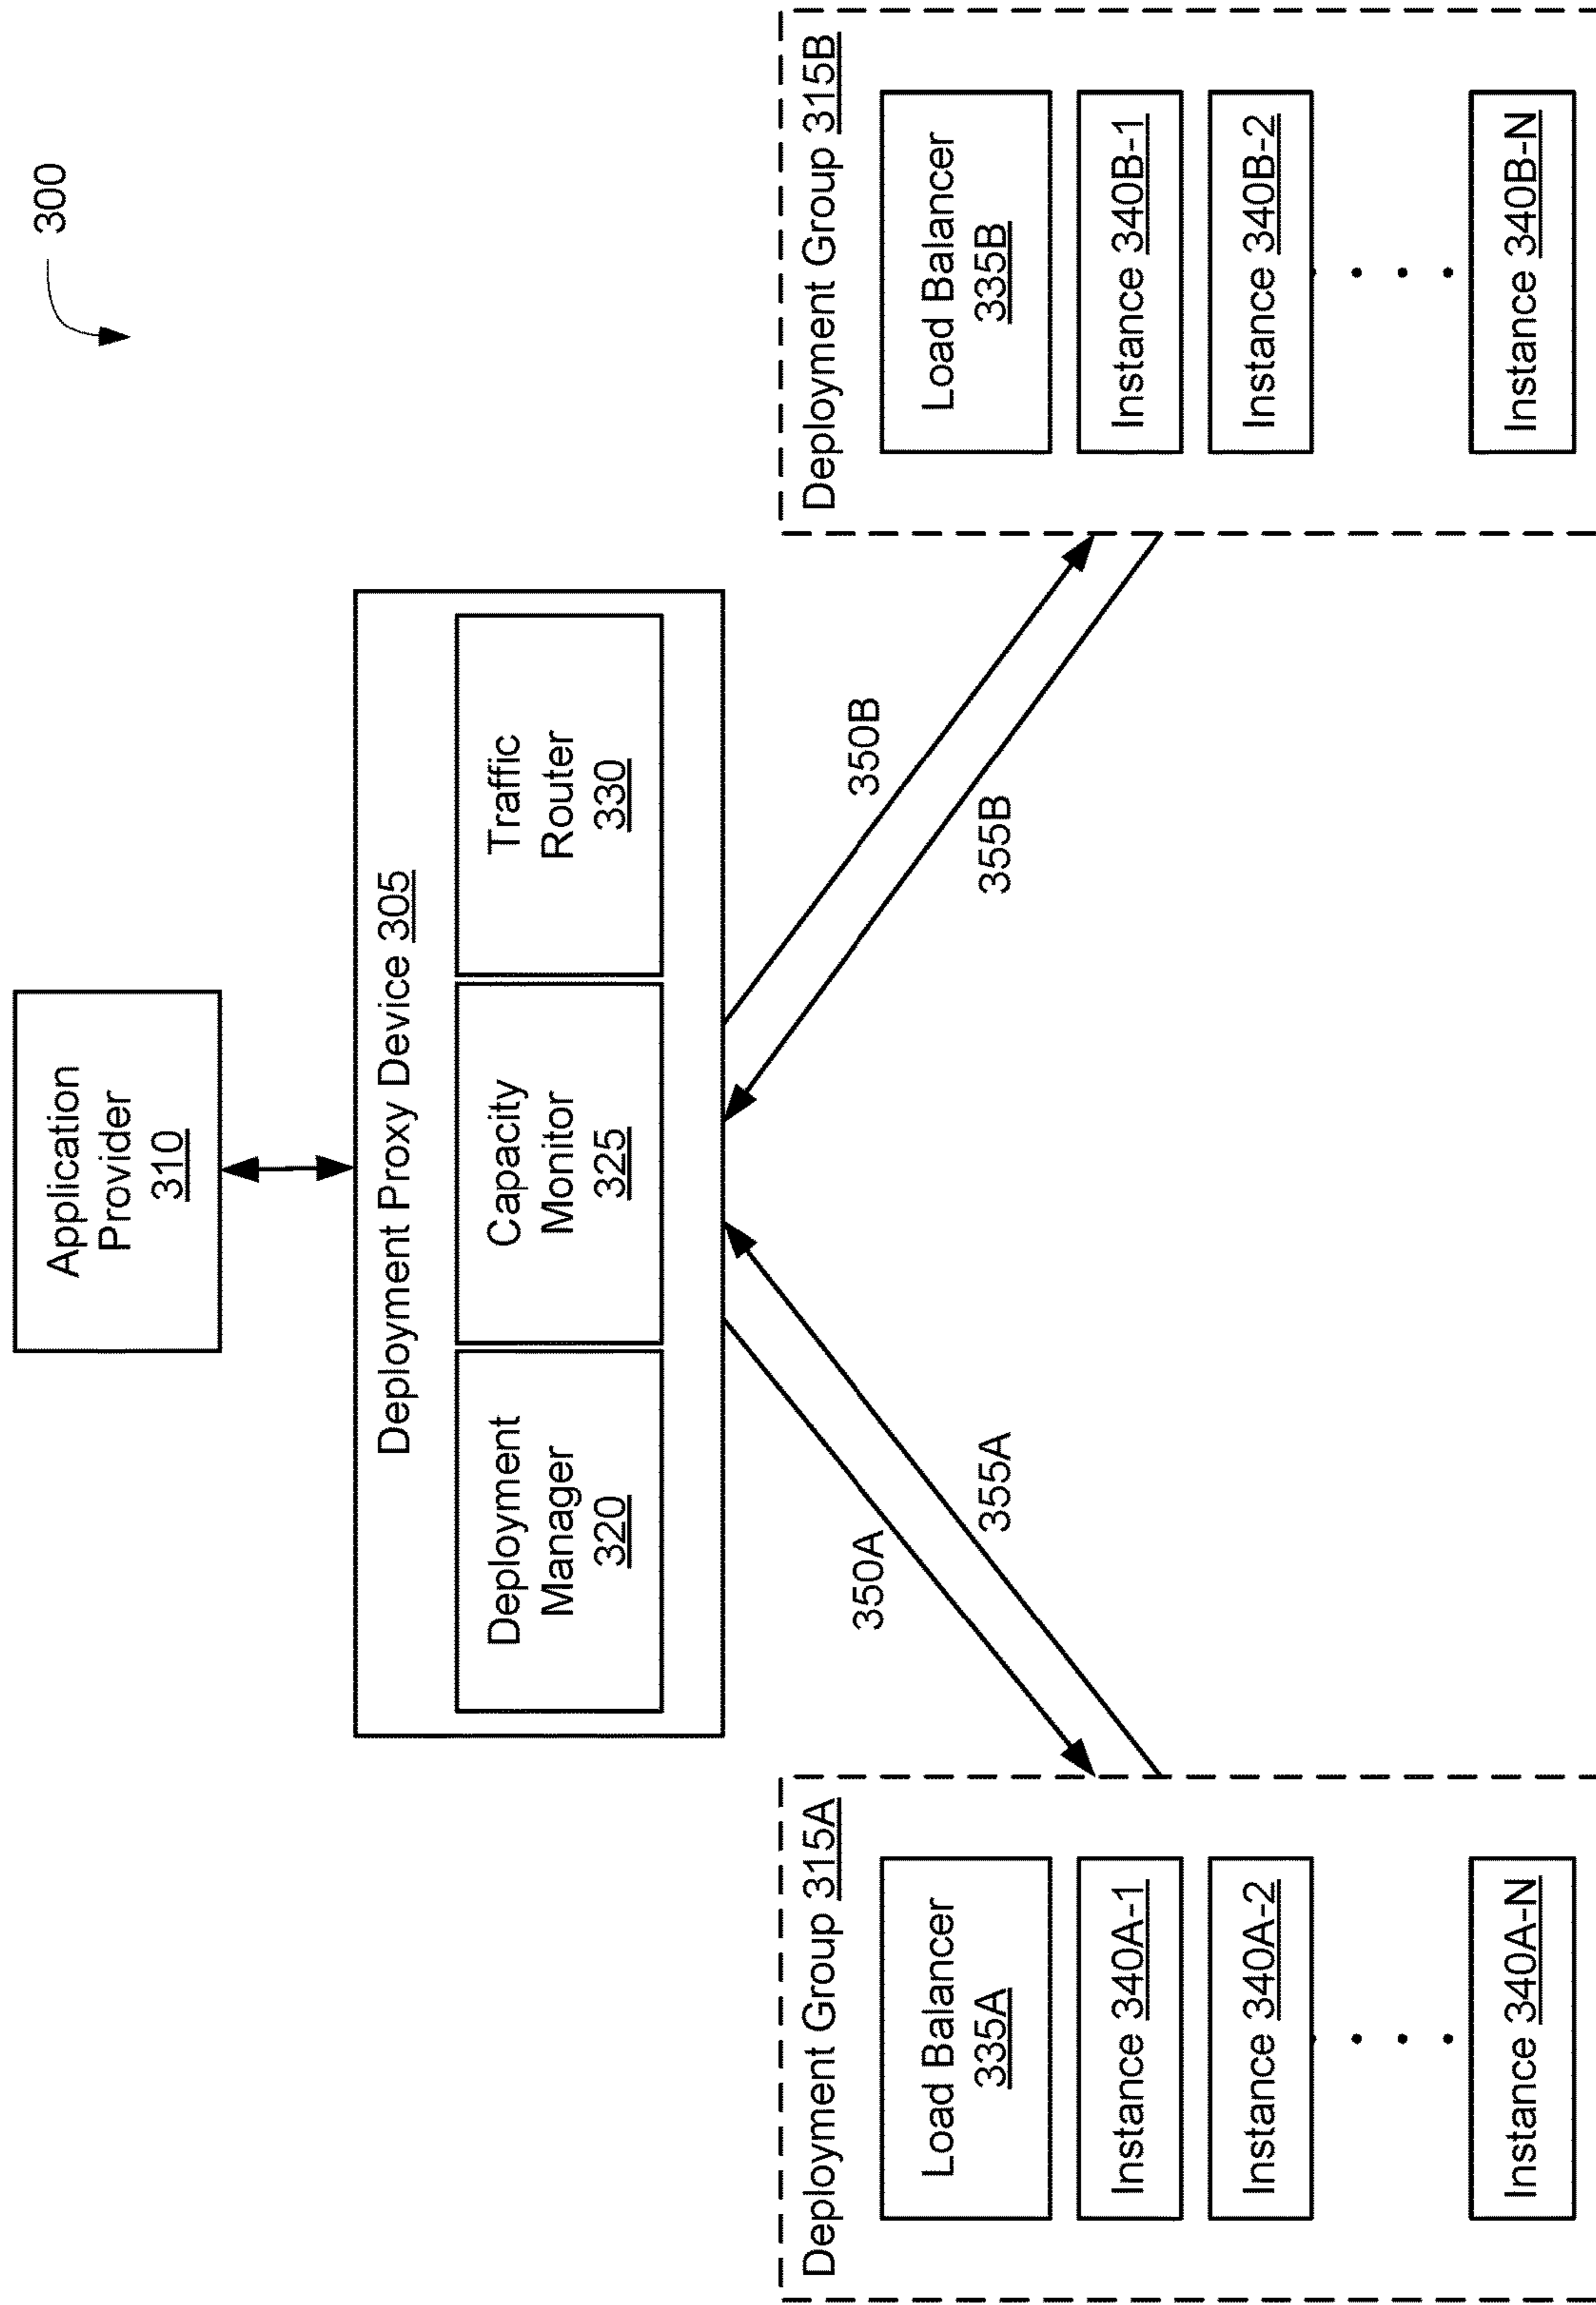 300
Application
Provider
310
Deployment Proxy Device 305
Deployment
Manager
320
Capacity
Monitor
325
Traffic
Router
330
350A
355A
350B
355B
Deployment Group 315A
Load Balancer
335A
Instance 340A-1
Instance 340A-2
Instance 340A-N
Deployment Group 315B
Load Balancer
335B
Instance 340B-1
Instance 340B-2
Instance 340B-N